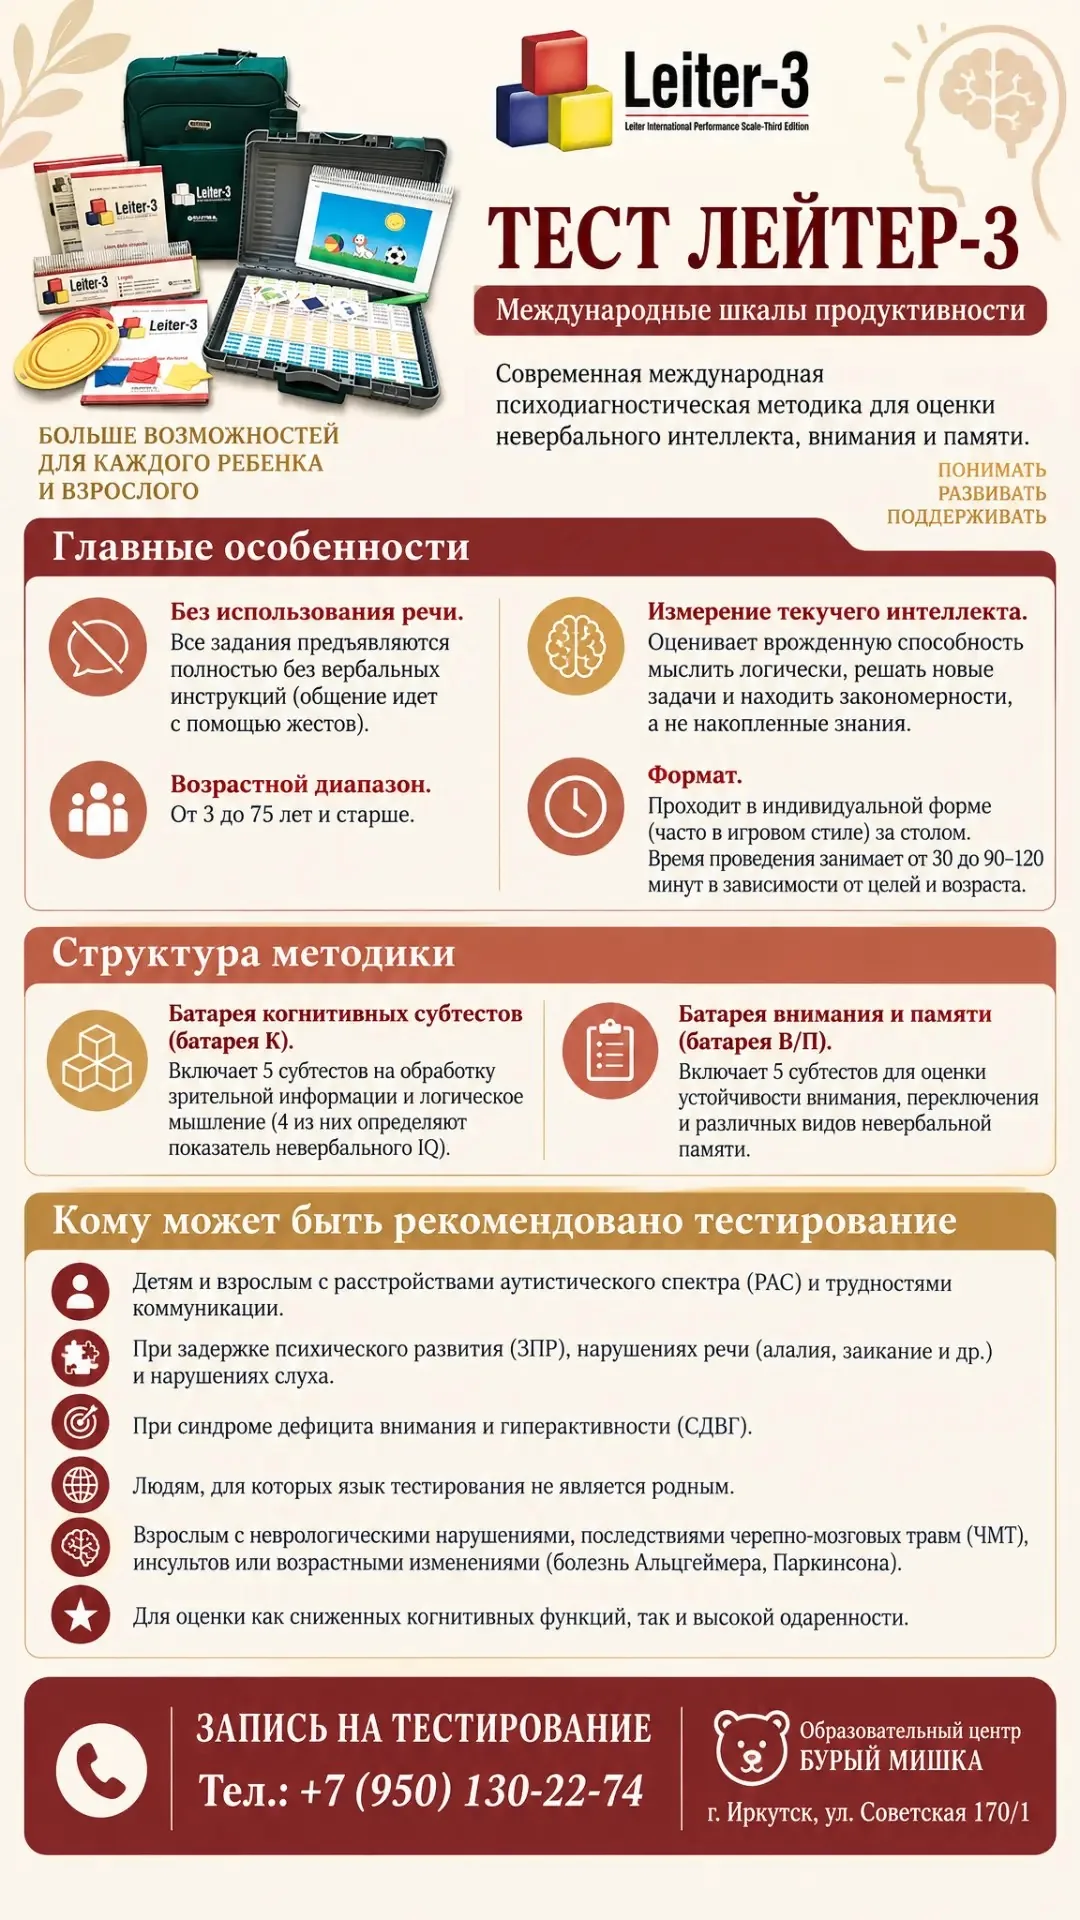 Leiter-3
Leiter International Performance Scale-Third Edition
Leiter-3
Leiter-3
Leiter-3
Leiter-3
ТЕСТ ЛЕЙТЕР-3
Международные шкалы продуктивности
Современная международная
психодиагностическая методика для оценки
невербального интеллекта, внимания и памяти.
БОЛЬШЕ ВОЗМОЖНОСТЕЙ
ДЛЯ КАЖДОГО РЕБЕНКА
И ВЗРОСЛОГО
ПОНИМАТЬ
РАЗВИВАТЬ
ПОДДЕРЖИВАТЬ
Главные особенности
Без использования речи.
Все задания предъявляются
полностью без вербальных
инструкций (общение идет
с помощью жестов).
Возрастной диапазон.
От 3 до 75 лет и старше.
Измерение текучего интеллекта.
Оценивает врожденную способность
мыслить логически, решать новые
задачи и находить закономерности,
а не накопленные знания.
Формат.
Проходит в индивидуальной форме
(часто в игровом стиле) за столом.
Время проведения занимает от 30 до 90–120
минут в зависимости от целей и возраста.
Структура методики
Батарея когнитивных субтестов
(батарея К).
Включает 5 субтестов на обработку
зрительной информации и логическое
мышление (4 из них определяют
показатель невербального IQ).
Батарея внимания и памяти
(батарея В/П).
Включает 5 субтестов для оценки
устойчивости внимания, переключения
и различных видов невербальной
памяти.
Кому может быть рекомендовано тестирование
Детям и взрослым с расстройствами аутистического спектра (РАС) и трудностями
коммуникации.
При задержке психического развития (ЗПР), нарушениях речи (алалия, заикание и др.)
и нарушениях слуха.
При синдроме дефицита внимания и гиперактивности (СДВГ).
Людям, для которых язык тестирования не является родным.
Взрослым с неврологическими нарушениями, последствиями черепно-мозговых травм (ЧМТ),
инсультов или возрастными изменениями (болезнь Альцгеймера, Паркинсона).
Для оценки как сниженных когнитивных функций, так и высокой одаренности.
ЗАПИСЬ НА ТЕСТИРОВАНИЕ
Тел.: +7 (950) 130-22-74
Образовательный центр
БУРЫЙ МИШКА
г. Иркутск, ул. Советская 170/1